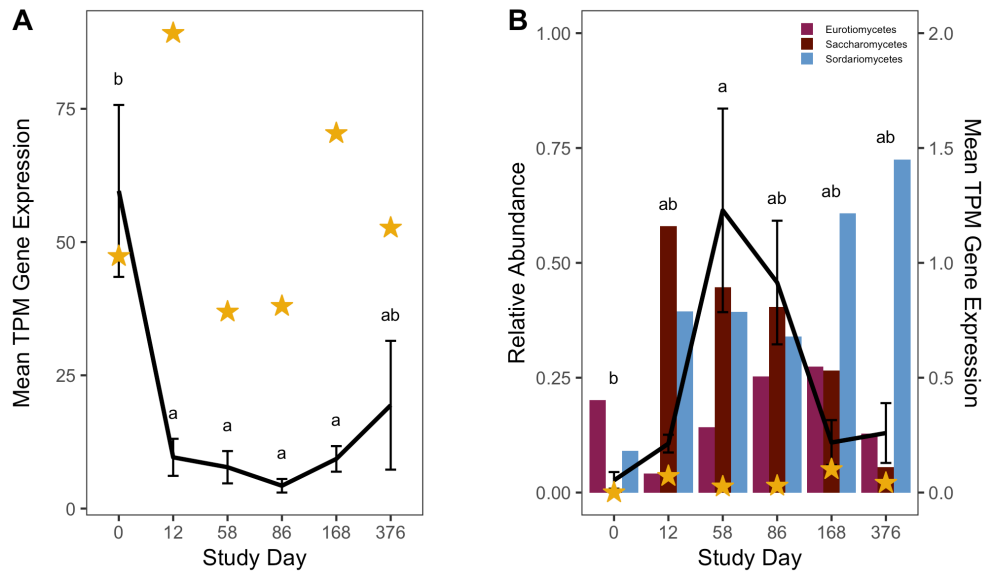 A
Mean TPM Gene Expression
75
50
25
0
b
a
a
a
a
ab
0 12 58 86 168 376
Study Day
B
Relative Abundance
1.00
0.75
0.50
0.25
0.00
Eurotiomycetes
Saccharomycetes
Sordariomycetes
b
ab
a
ab
ab
ab
2.0
1.5
1.0
0.5
0.0
Mean TPM Gene Expression
0 12 58 86 168 376
Study Day